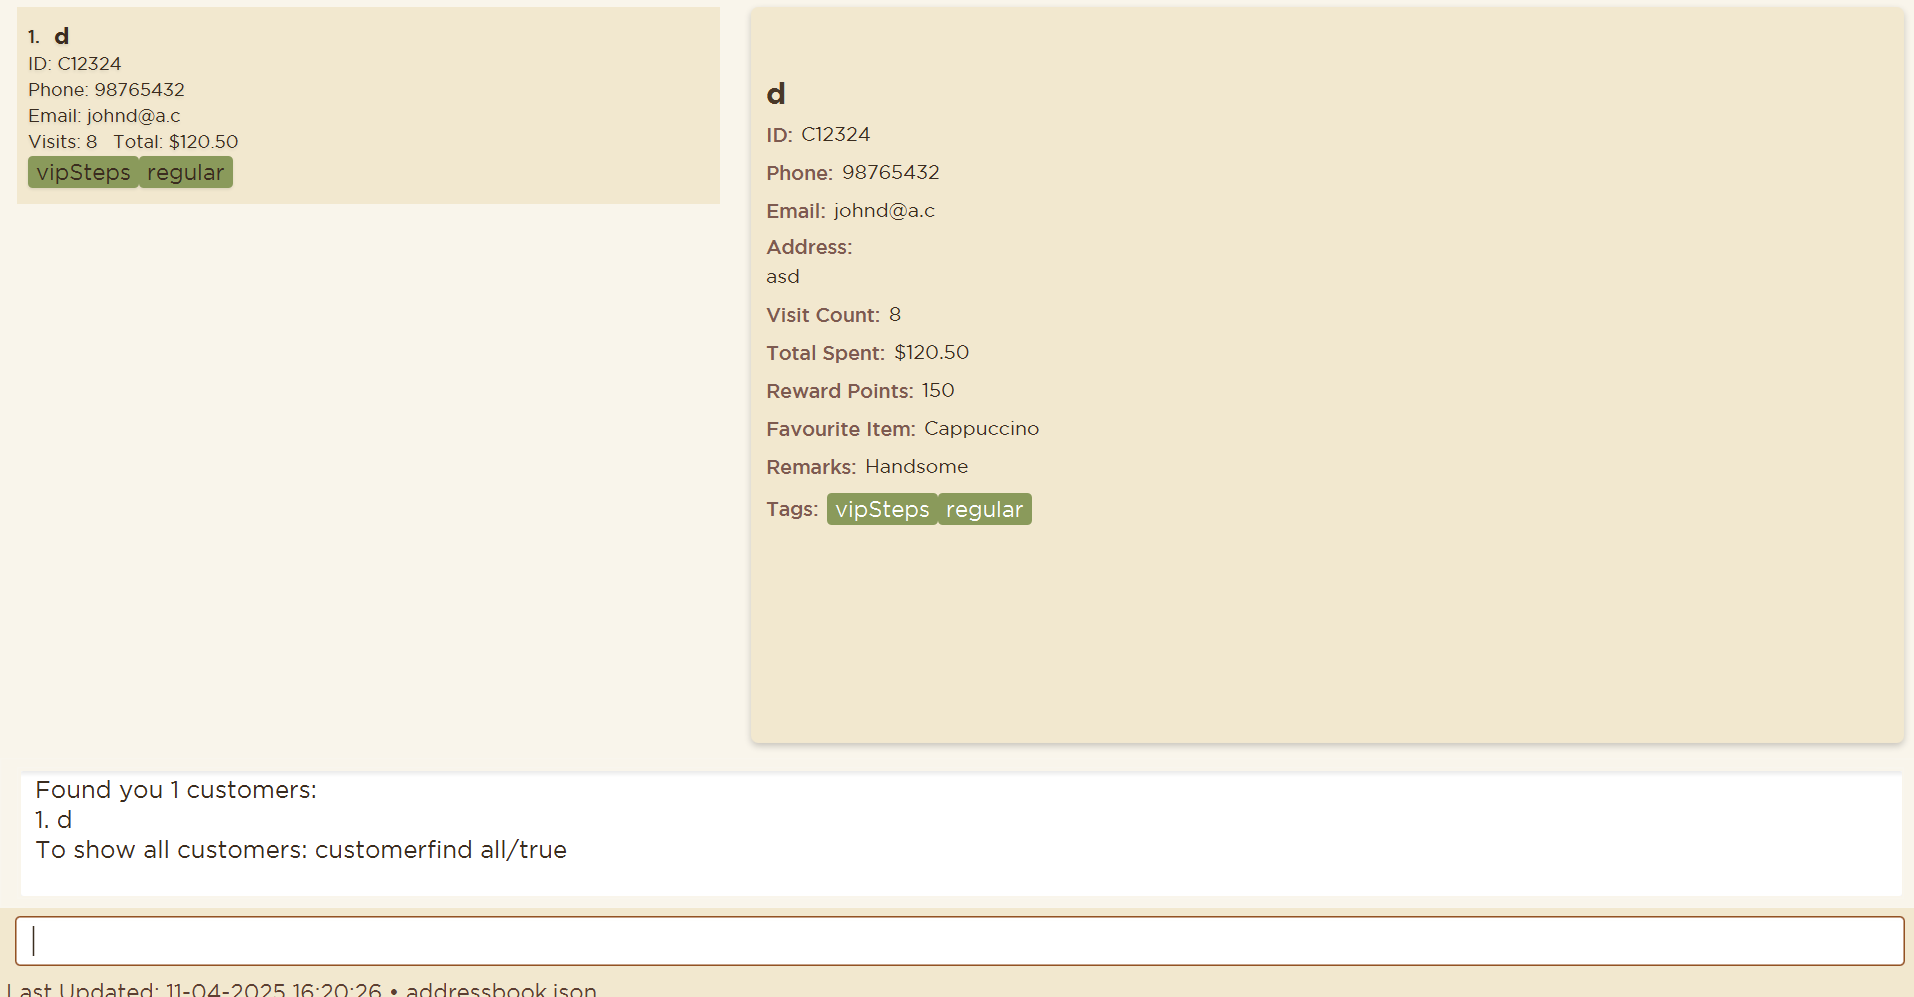 1. d
ID: C12324
Phone: 98765432
Email: johnd@a.c
Visits: 8 Total: $120.50
vipSteps regular
d
ID: C12324
Phone: 98765432
Email: johnd@a.c
Address:
asd
Visit Count: 8
Total Spent: $120.50
Reward Points: 150
Favourite Item: Cappuccino
Remarks: Handsome
Tags: vipSteps regular
Found you 1 customers:
1. d
To show all customers: customerfind all/true
Last Updated: 11-04-2025 16:20:26 • addressbook.json